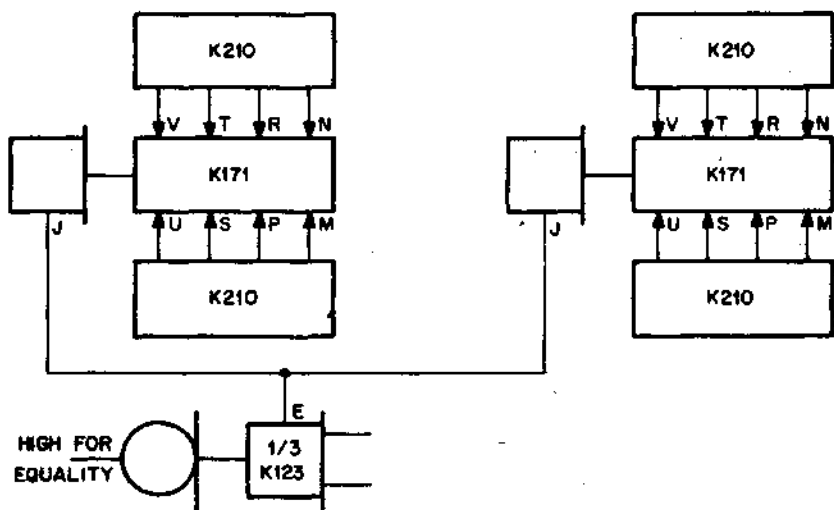 K210 K210
V T R N V T R N
K171 K171
J U S P M J U S P M
K210 K210
E
HIGH FOR 1/3
EQUALITY K123